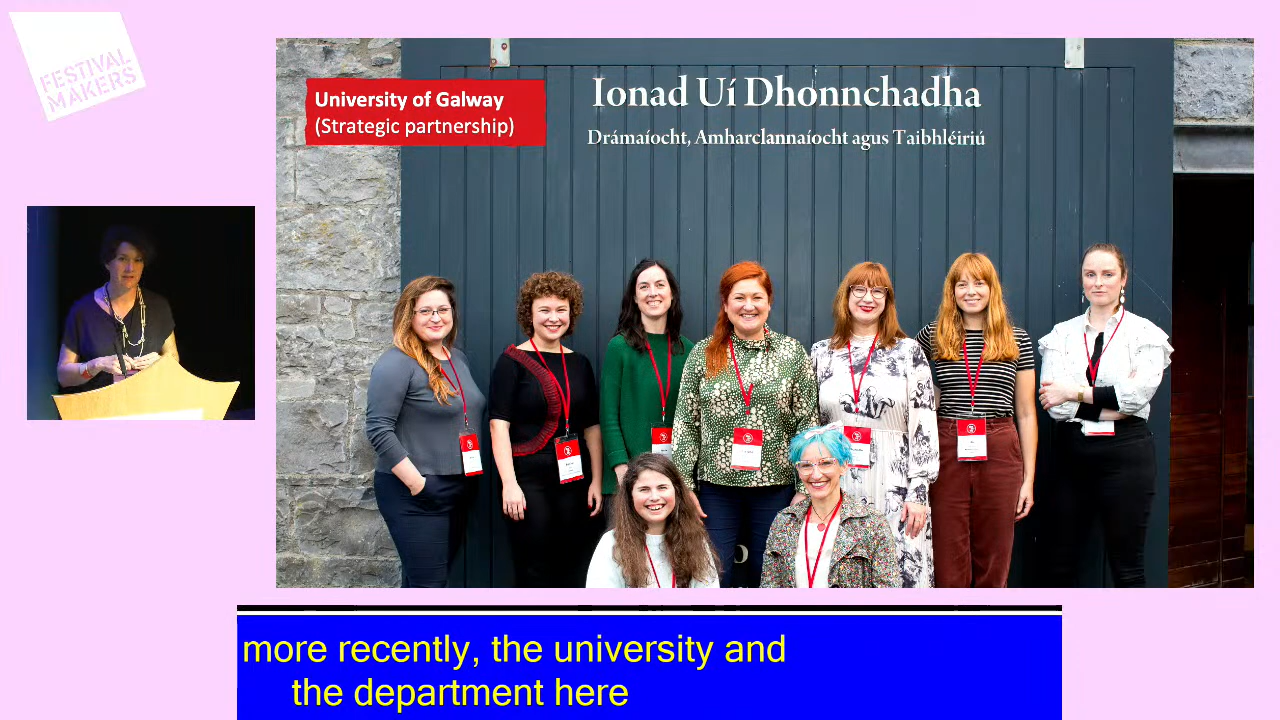 FESTIVAL
MAKERS
University of Galway
(Strategic partnership)
Ionad Uí Dhonnchadha
Drámaíocht, Amharclannaíocht agus Taibhléiriú
more recently, the university and
the department here